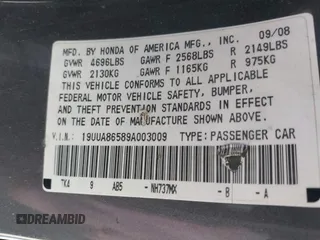 MFD. BY HONDA OF AMERICA MFG., INC. 09/08
GVWR 4696LBS GAWR F 2568LBS R 2149LBS
GVWR 2130KG GAWR F 1165KG R 975KG
THIS VEHICLE CONFORMS TO ALL APPLICABLE
FEDERAL MOTOR VEHICLE SAFETY, BUMPER,
AND THEFT PREVENTION STANDARDS IN EFFECT
ON THE DATE OF MANUFACTURE SHOWN ABOVE.
V.I.N: 19UUA86589A003009 TYPE: PASSENGER CAR
TK4 9 AB5 - NH737MX - B - A
DREAMBID